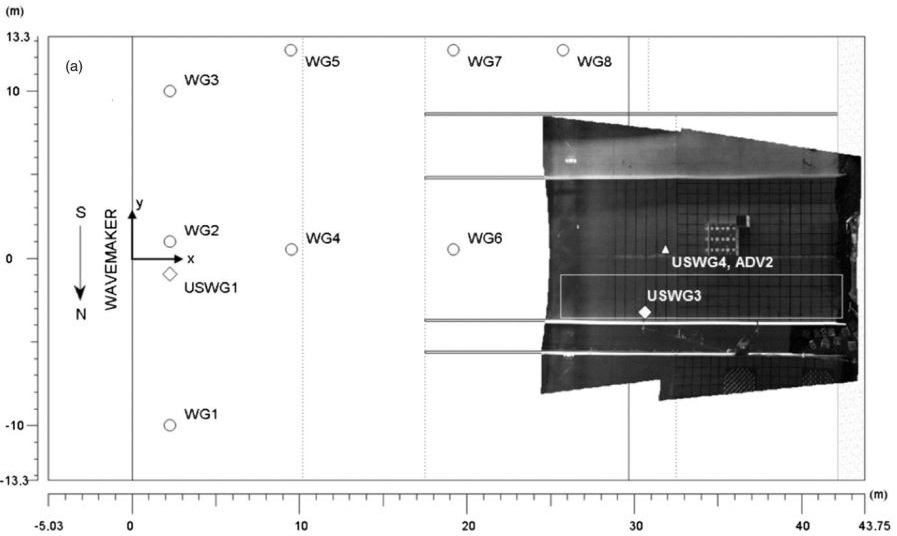 (m)
13.3
(a)
WG3
WG5
WG7
WG8
10
S
y
WAVEMAKER
WG2
WG4
WG6
0
x
USWG4, ADV2
USWG1
USWG3
N
WG1
-10
-13.3
(m)
-5.03
0
10
20
30
40
43.75